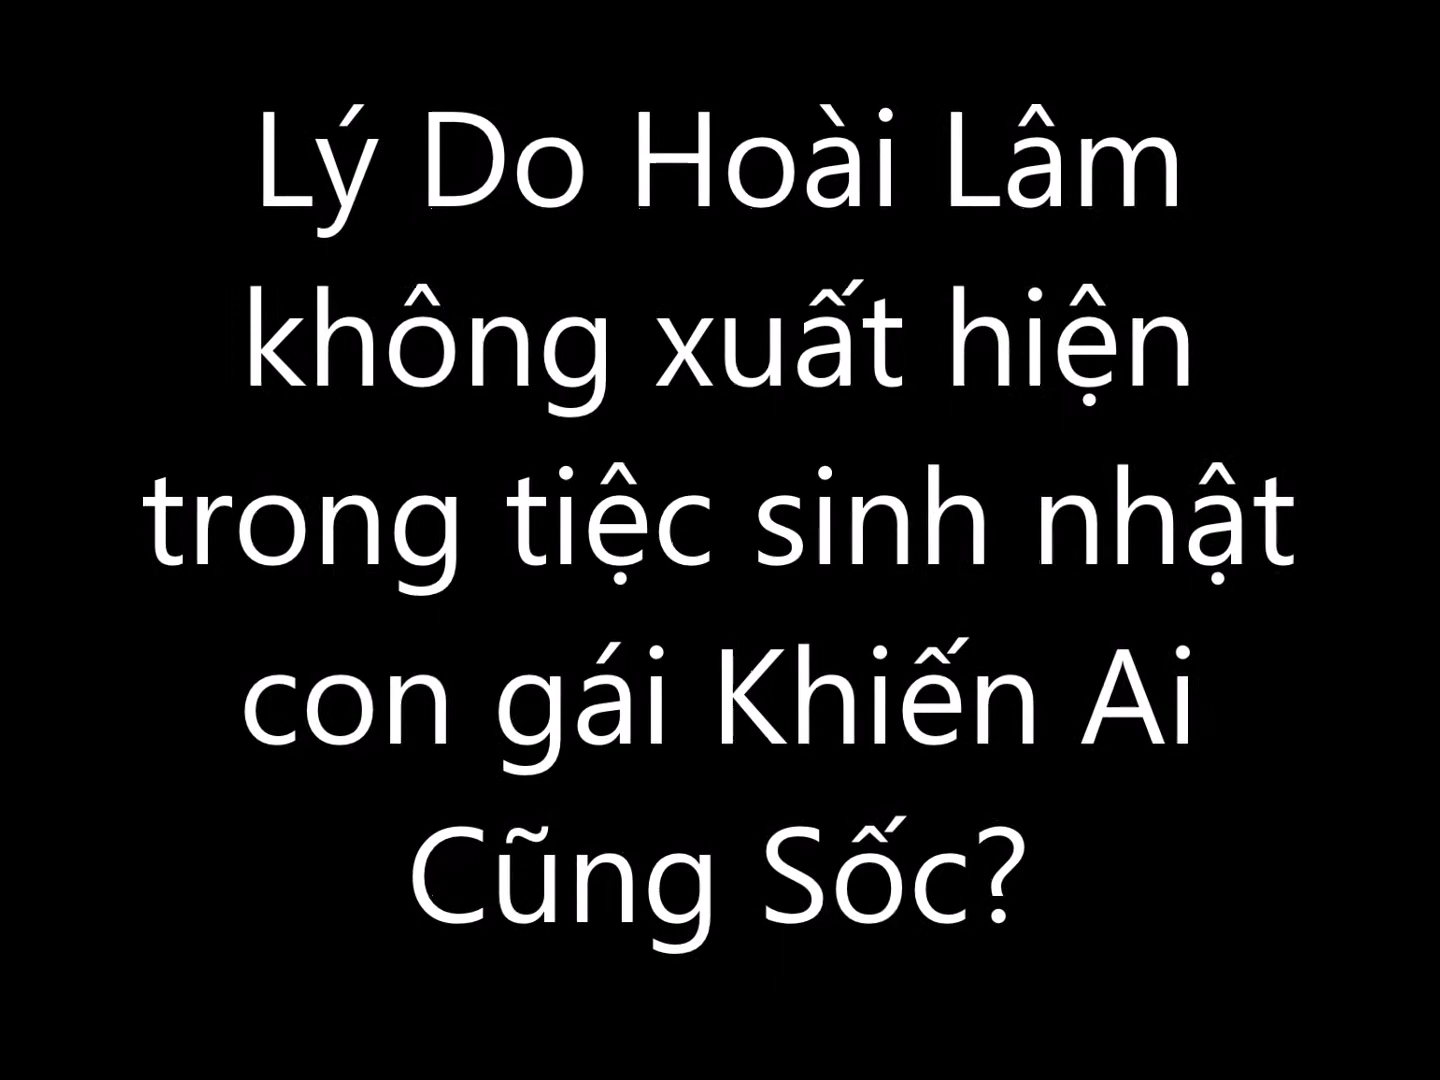 Lý Do Hoài Lâm
không xuất hiện
trong tiệc sinh nhật
con gái Khiến Ai
Cũng Sốc?